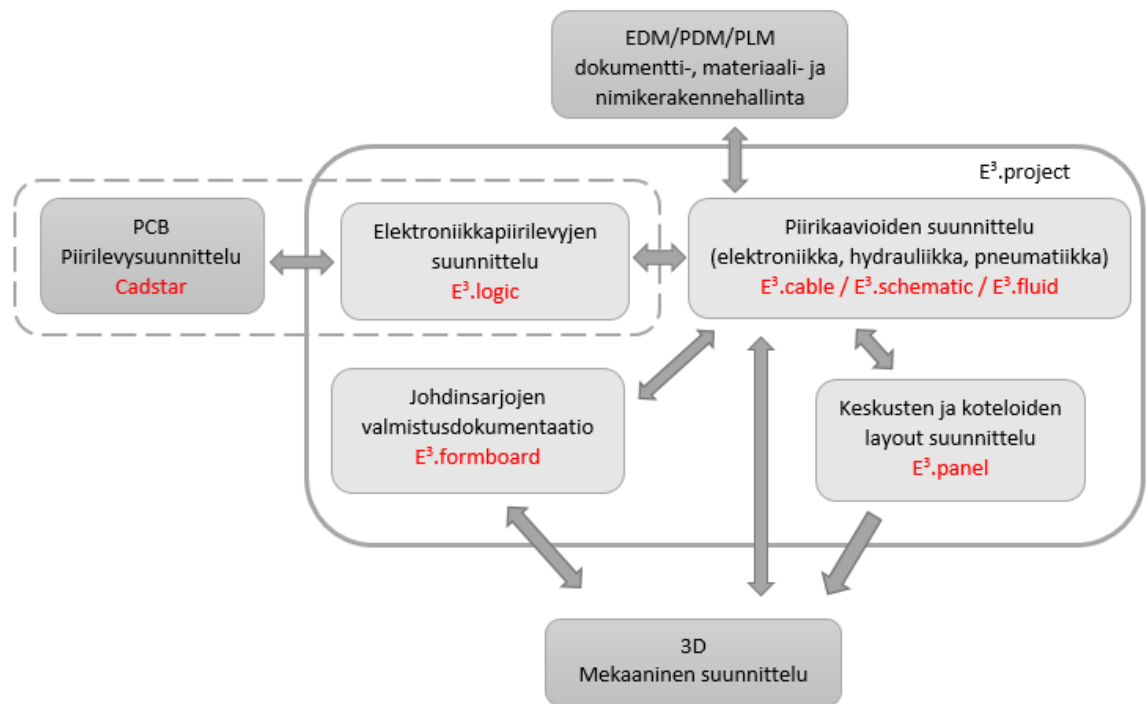 EDM/PDM/PLM
dokumentti-, materiaali- ja
nimikerakennehallinta
E³.project
PCB
Piirilevysuunnittelu
Cadstar
Elektroniikkapiirilevyjen
suunnittelu
E³.logic
Piirikaavioiden suunnittelu
(elektroniikka, hydrauliikka, pneumatiikka)
E³.cable / E³.schematic / E³.fluid
Johdinsarjojen
valmistusdokumentaatio
E³.formboard
Keskusten ja koteloiden
layout suunnittelu
E³.panel
3D
Mekaaninen suunnittelu